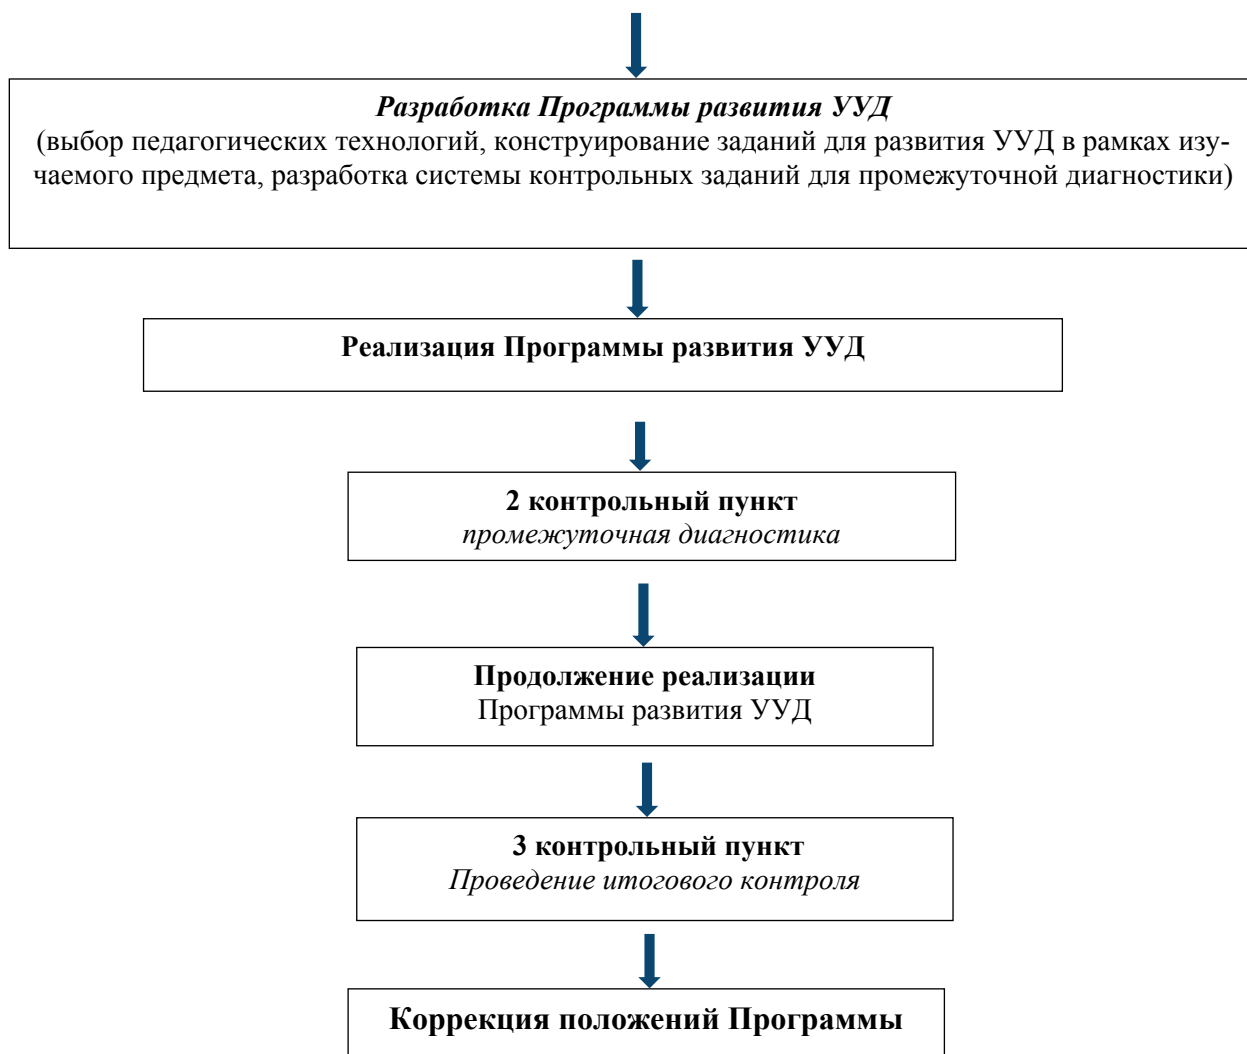 Разработка Программы развития УУД
(выбор педагогических технологий, конструирование заданий для развития УУД в рамках изу-
чаемого предмета, разработка системы контрольных заданий для промежуточной диагностики)
Реализация Программы развития УУД
2 контрольный пункт
промежуточная диагностика
Продолжение реализации
Программы развития УУД
3 контрольный пункт
Проведение итогового контроля
Коррекция положений Программы